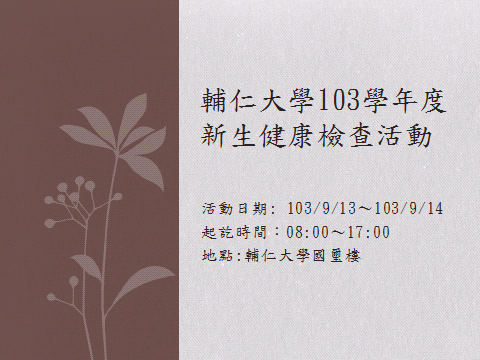 輔仁大學103學年度
新生健康檢查活動
活動日期: 103/9/13～103/9/14
起訖時間：08:00～17:00
地點:輔仁大學國璽樓